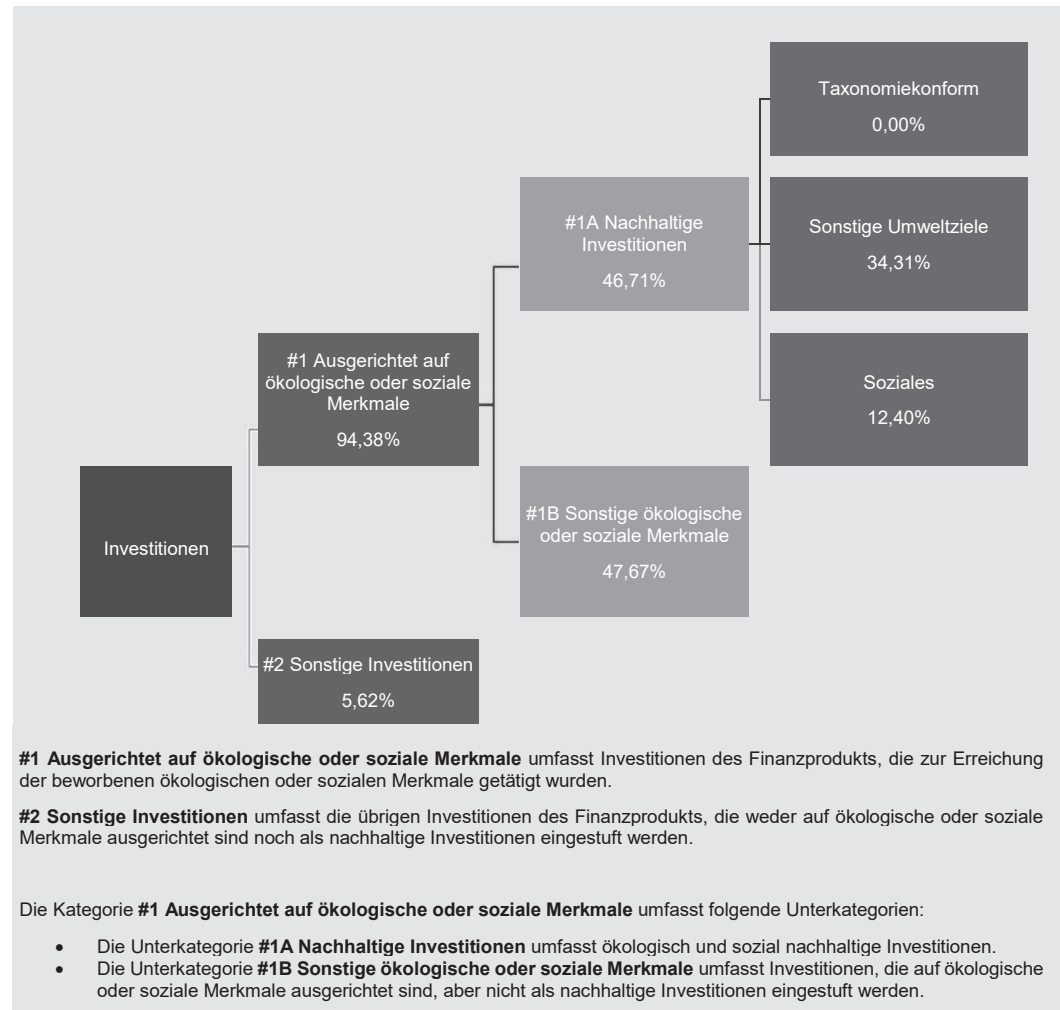 Taxonomiekonform
0,00%
#1A Nachhaltige
Investitionen
46,71%
Sonstige Umweltziele
34,31%
#1 Ausgerichtet auf
ökologische oder soziale
Merkmale
94,38%
Soziales
12,40%
Investitionen
#1B Sonstige ökologische
oder soziale Merkmale
47,67%
#2 Sonstige Investitionen
5,62%
#1 Ausgerichtet auf ökologische oder soziale Merkmale umfasst Investitionen des Finanzprodukts, die zur Erreichung
der beworbenen ökologischen oder sozialen Merkmale getätigt wurden.
#2 Sonstige Investitionen umfasst die übrigen Investitionen des Finanzprodukts, die weder auf ökologische oder soziale
Merkmale ausgerichtet sind noch als nachhaltige Investitionen eingestuft werden.
Die Kategorie #1 Ausgerichtet auf ökologische oder soziale Merkmale umfasst folgende Unterkategorien:
• Die Unterkategorie #1A Nachhaltige Investitionen umfasst ökologisch und sozial nachhaltige Investitionen.
• Die Unterkategorie #1B Sonstige ökologische oder soziale Merkmale umfasst Investitionen, die auf ökologische
oder soziale Merkmale ausgerichtet sind, aber nicht als nachhaltige Investitionen eingestuft werden.